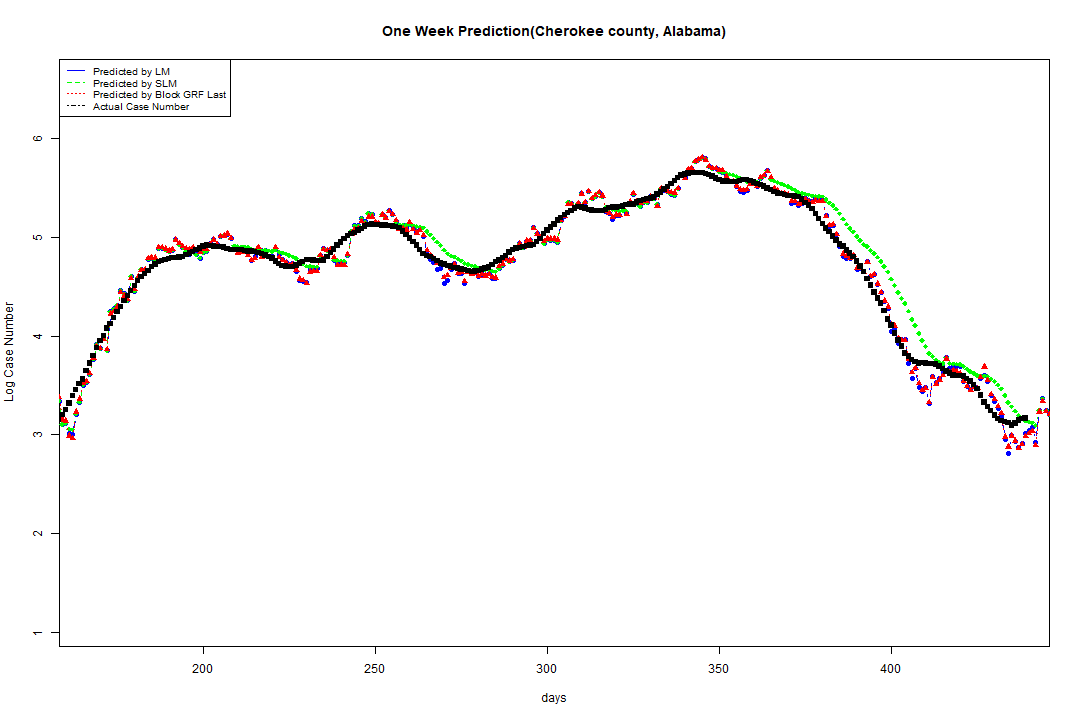 One Week Prediction(Cherokee county, Alabama)
Predicted by LM
Predicted by SLM
Predicted by Block GRF Last
Actual Case Number
6
5
4
3
2
1
Log Case Number
200 250 300 350 400
days